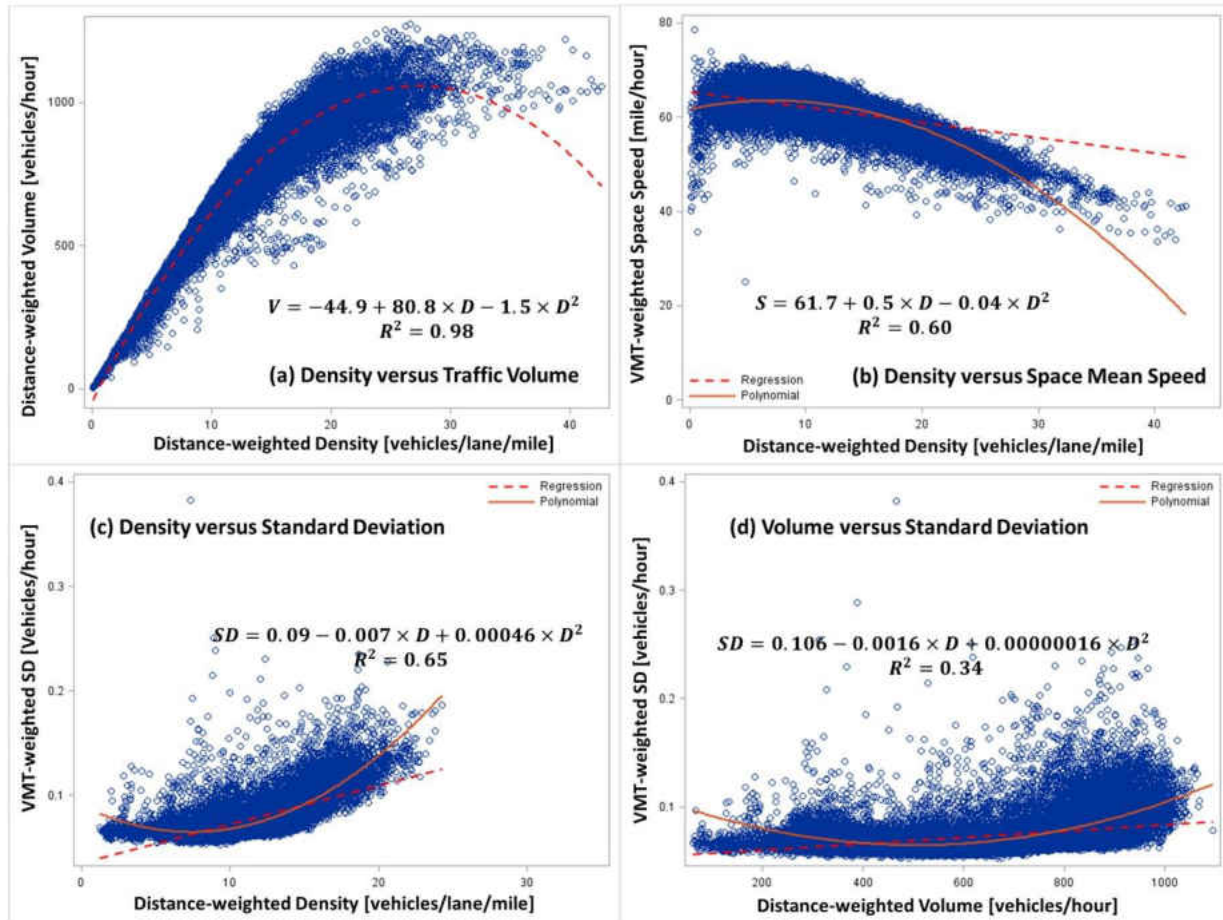 1000
500
0
Distance-weighted Volume [vehicles/hour]
V = −44.9 + 80.8 × D − 1.5 × D²
R² = 0.98
(a) Density versus Traffic Volume
0 10 20 30 40
Distance-weighted Density [vehicles/lane/mile]
80
60
40
20
0
VMT-weighted Space Speed [mile/hour]
S = 61.7 + 0.5 × D − 0.04 × D²
R² = 0.60
Regression
Polynomial
(b) Density versus Space Mean Speed
0 10 20 30 40
Distance-weighted Density [vehicles/lane/mile]
0.4
0.3
0.2
0.1
VMT-weighted SD [Vehicles/hour]
Regression
Polynomial
(c) Density versus Standard Deviation
SD = 0.09 − 0.007 × D + 0.00046 × D²
R² = 0.65
0 10 20 30
Distance-weighted Density [vehicles/lane/mile]
0.4
0.3
0.2
0.1
VMT-weighted SD [vehicles/hour]
Regression
Polynomial
(d) Volume versus Standard Deviation
SD = 0.106 − 0.0016 × D + 0.00000016 × D²
R² = 0.34
200 400 600 800 1000
Distance-weighted Volume [vehicles/hour]